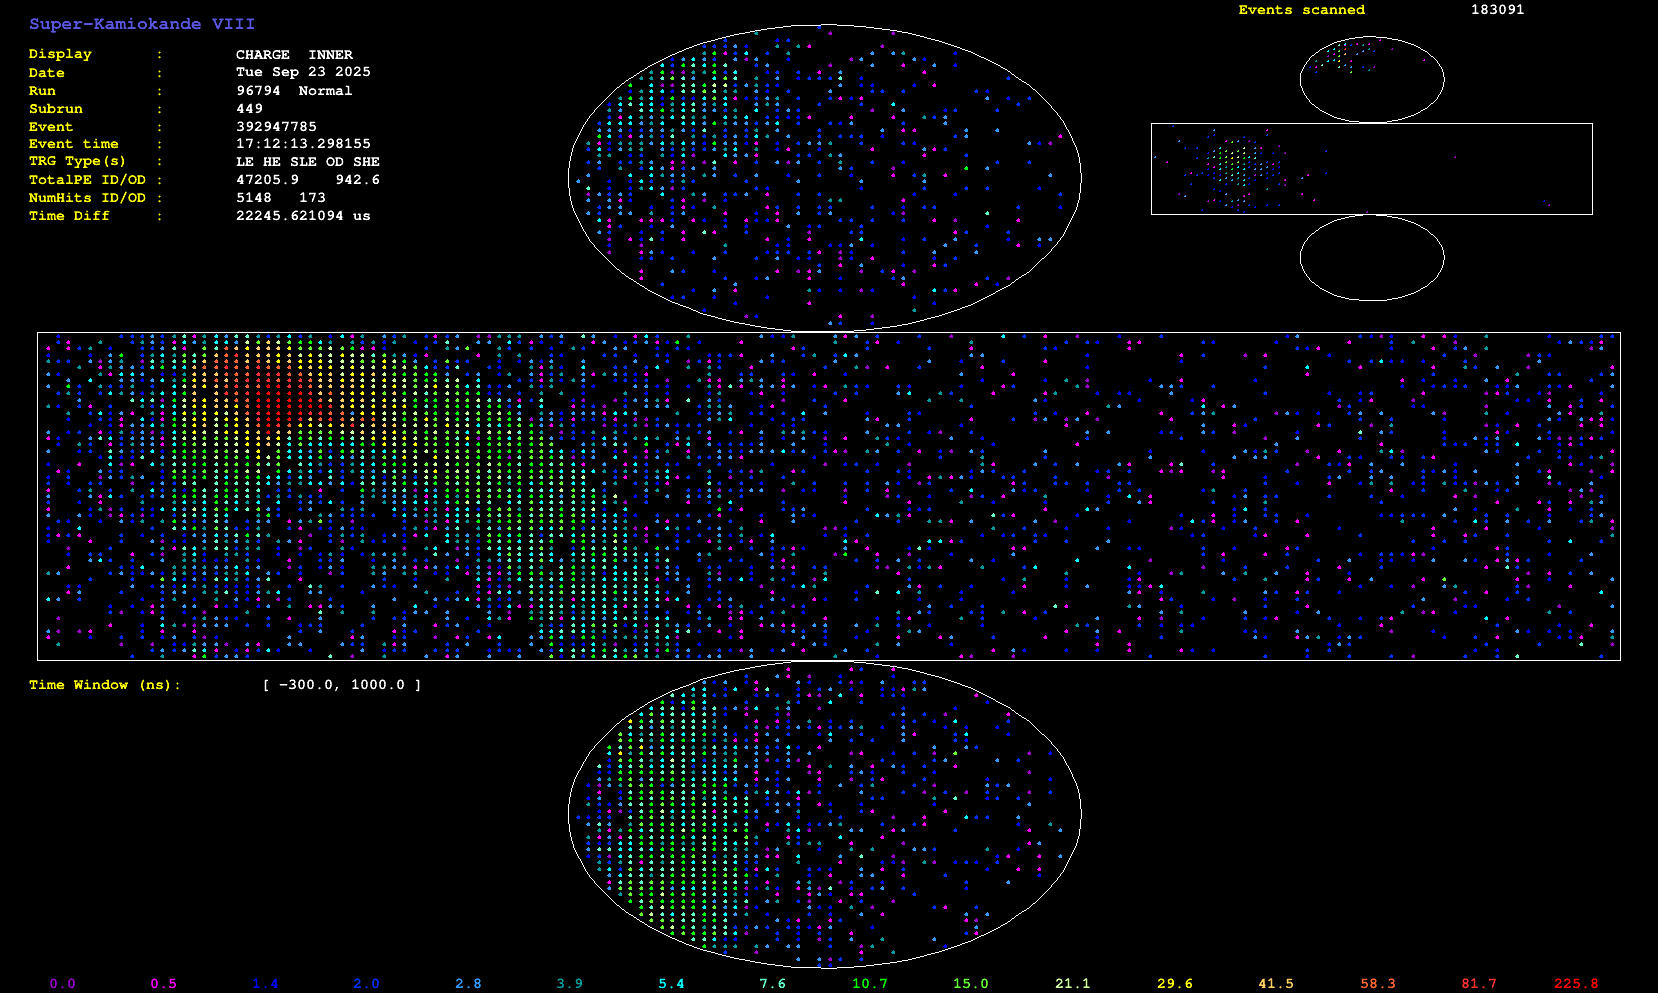 Super-Kamiokande VIII
Display : CHARGE INNER
Date : Tue Sep 23 2025
Run : 96794 Normal
Subrun : 449
Event : 392947785
Event time : 17:12:13.298155
TRG Type(s) : LE HE SLE OD SHE
TotalPE ID/OD : 47205.9 942.6
NumHits ID/OD : 5148 173
Time Diff : 22245.621094 us
Events scanned 183091
Time Window (ns): [ -300.0, 1000.0 ]
0.0 0.5 1.4 2.0 2.8 3.9 5.4 7.6 10.7 15.0 21.1 29.6 41.5 58.3 81.7 225.8